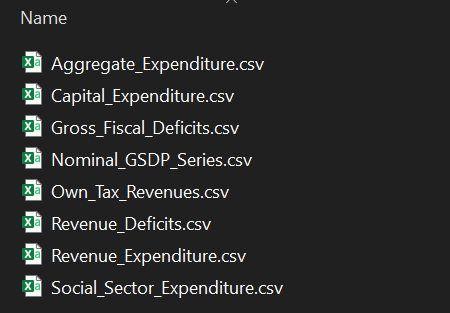 Name
Aggregate_Expenditure.csv
Capital_Expenditure.csv
Gross_Fiscal_Deficits.csv
Nominal_GSDP_Series.csv
Own_Tax_Revenues.csv
Revenue_Deficits.csv
Revenue_Expenditure.csv
Social_Sector_Expenditure.csv